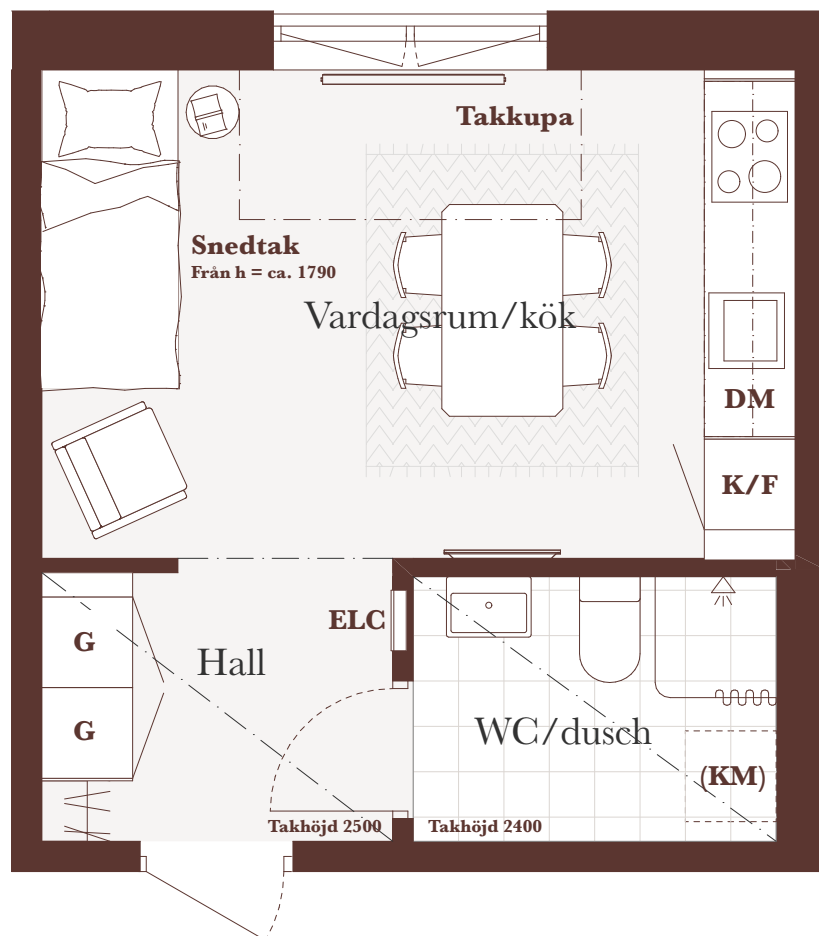 Takkupa
Snedtak
Från h = ca. 1790
Vardagsrum/kök
DM
K/F
ELC
G
Hall
G
WC/dusch
(KM)
Takhöjd 2500
Takhöjd 2400